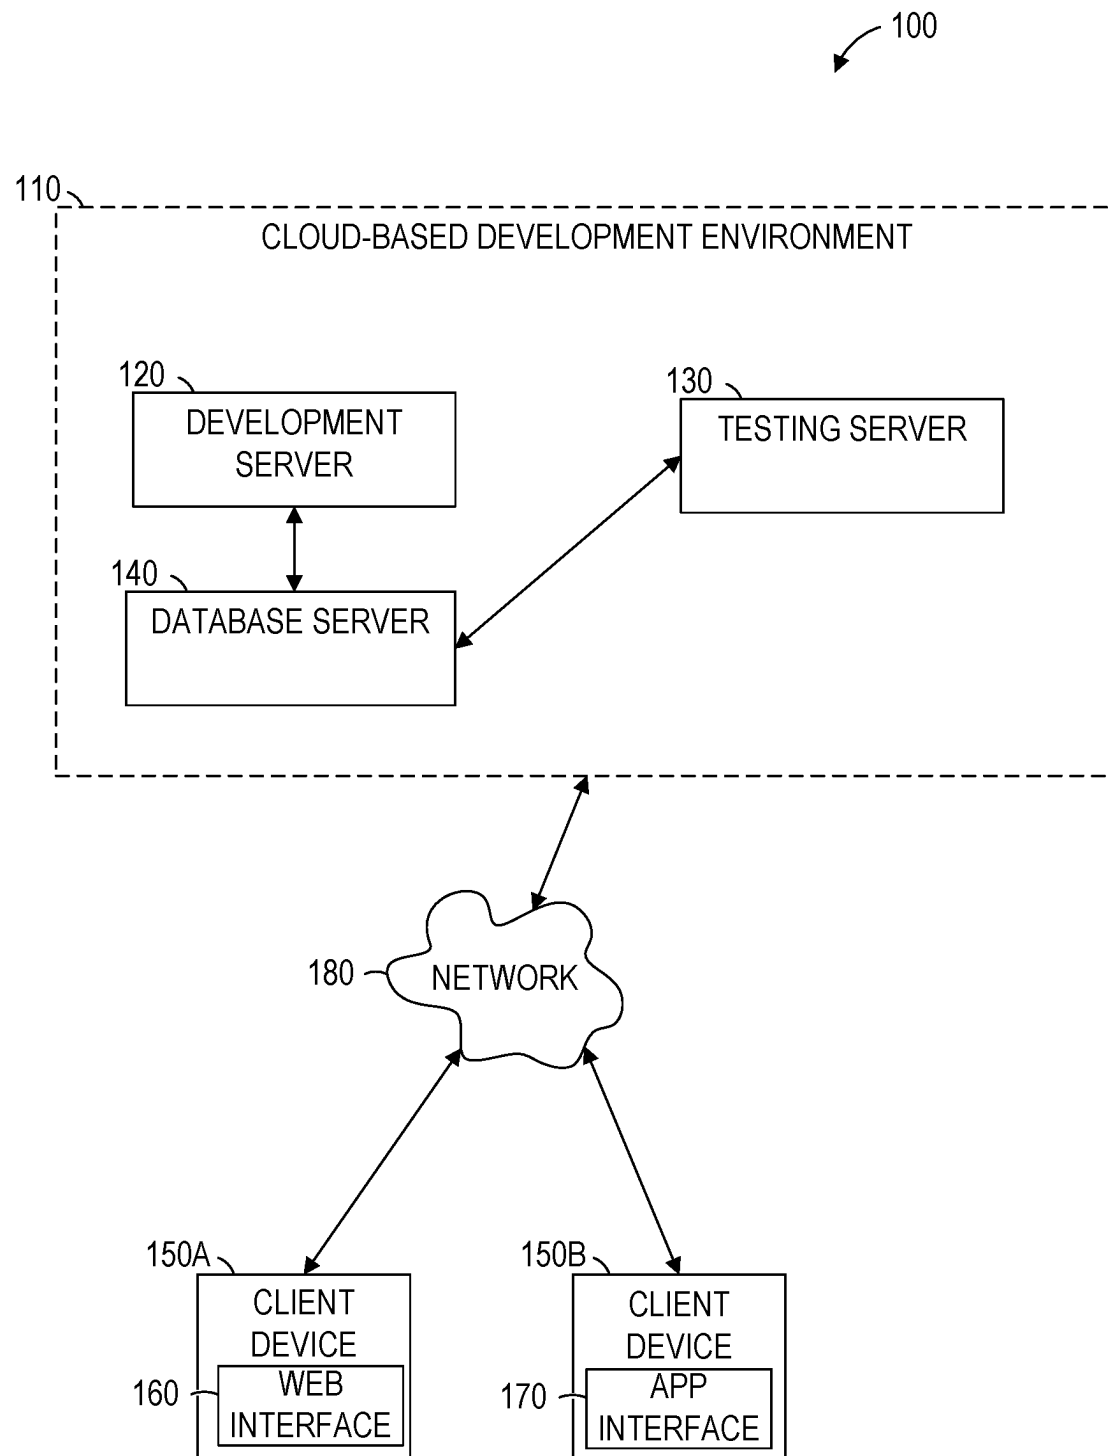 100
110
CLOUD-BASED DEVELOPMENT ENVIRONMENT
120
DEVELOPMENT
SERVER
130
TESTING SERVER
140
DATABASE SERVER
180
NETWORK
150A
CLIENT
DEVICE
160
WEB
INTERFACE
150B
CLIENT
DEVICE
170
APP
INTERFACE